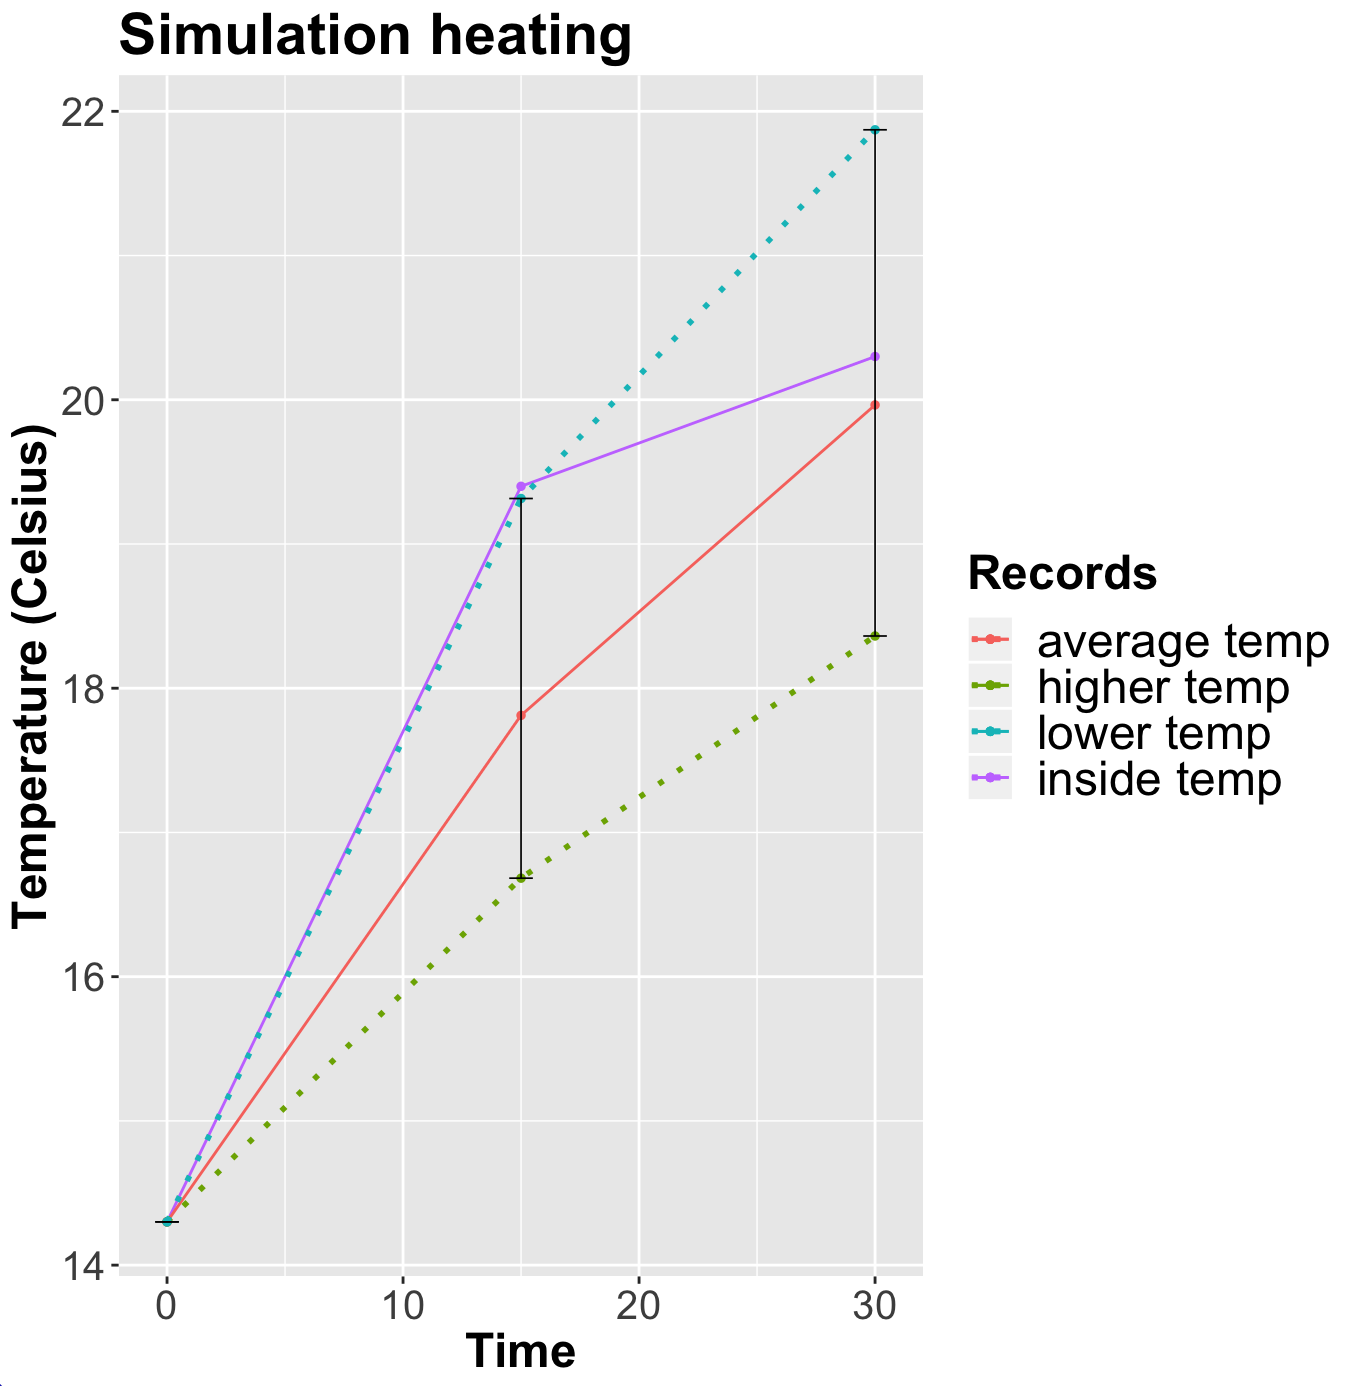 Simulation heating
22
20
18
16
14
Temperature (Celsius)
0 10 20 30
Time
Records
average temp
higher temp
lower temp
inside temp